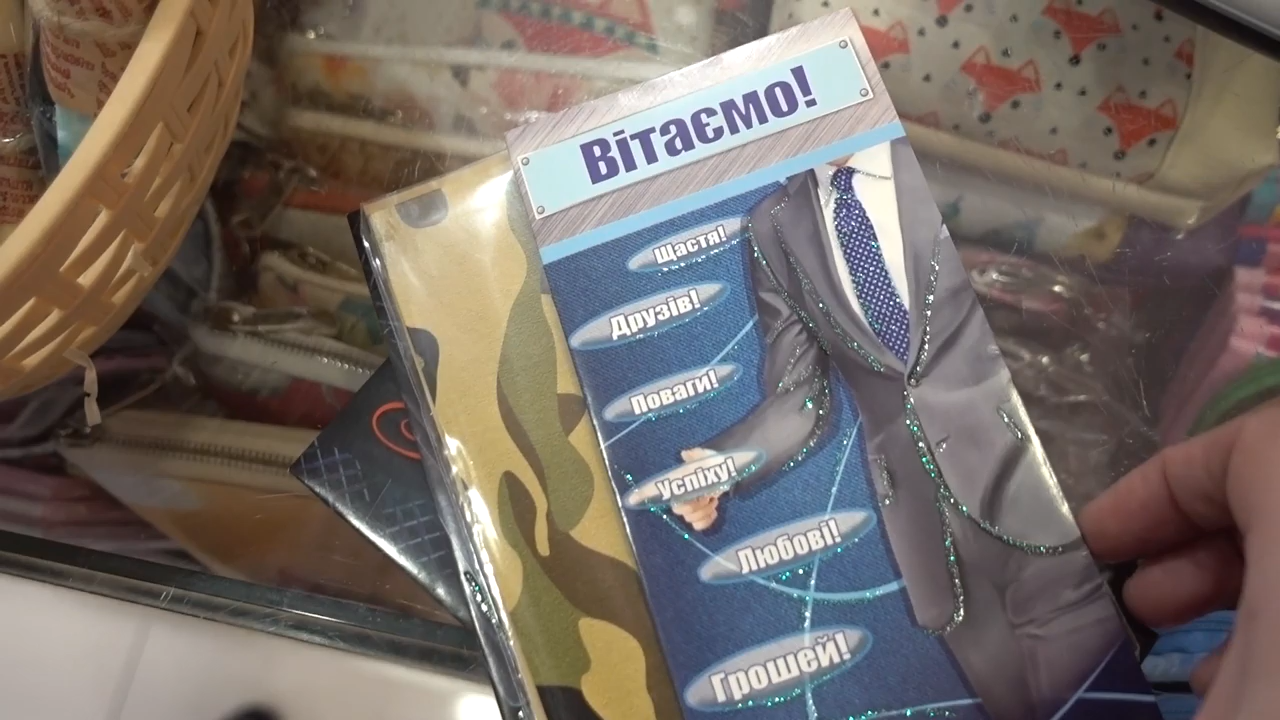 Вітаємо!
Щастя!
Друзів!
Поваги!
Успіху!
Любові!
Грошей!